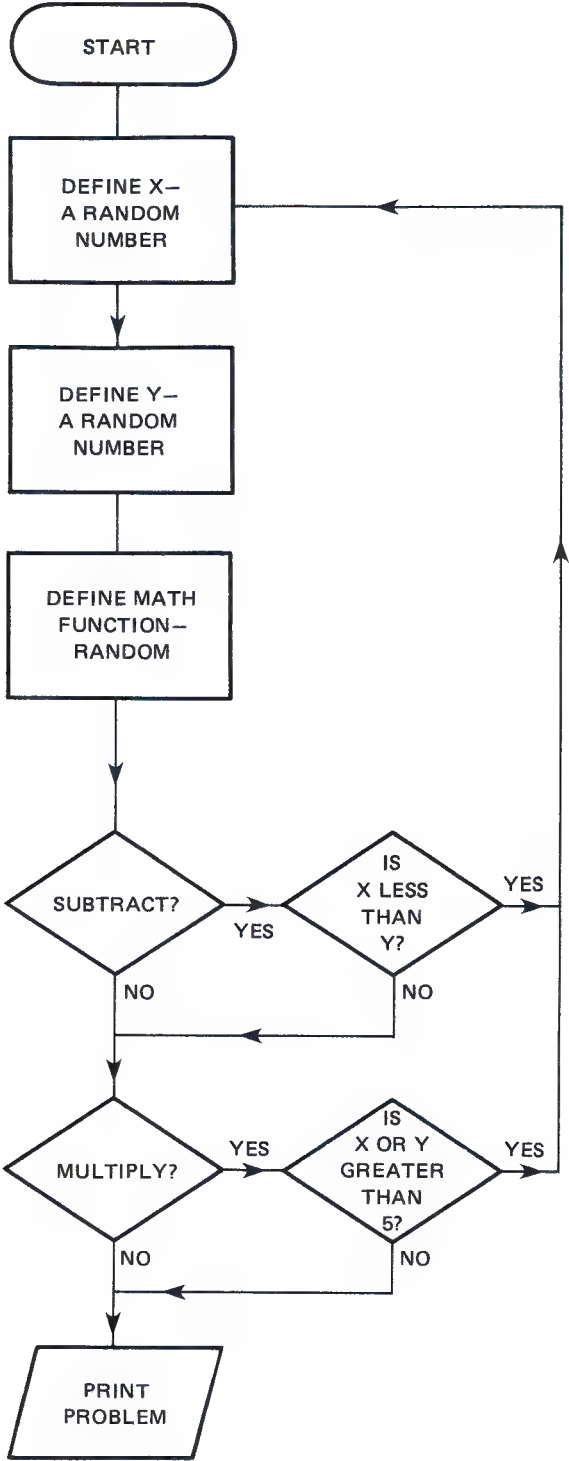 START
DEFINE X—
A RANDOM
NUMBER
DEFINE Y—
A RANDOM
NUMBER
DEFINE MATH
FUNCTION—
RANDOM
SUBTRACT?
YES
IS
X LESS
THAN
Y?
YES
NO
NO
MULTIPLY?
YES
IS
X OR Y
GREATER
THAN
5?
YES
NO
NO
PRINT
PROBLEM